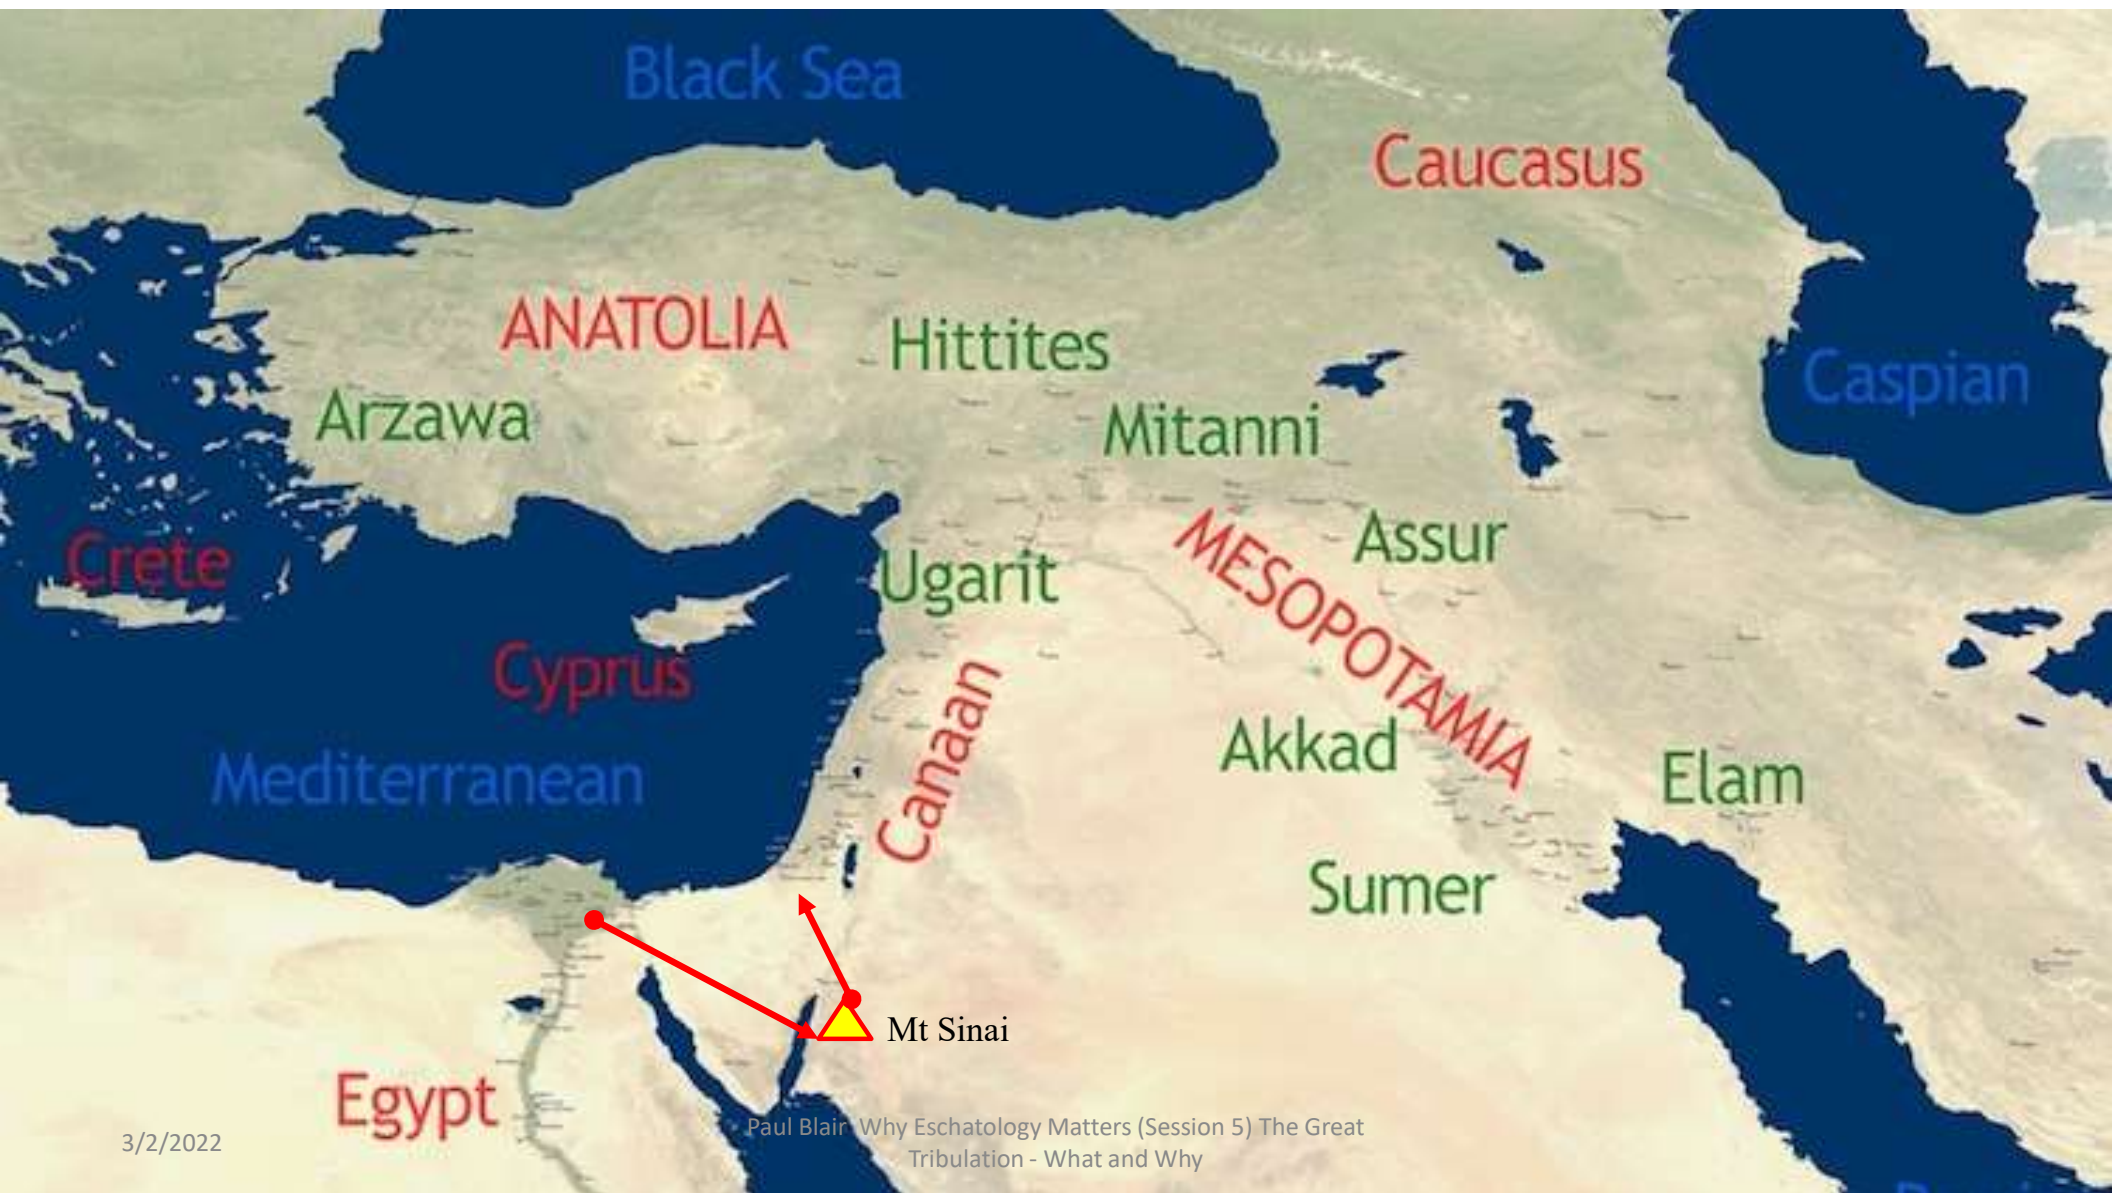 Black Sea
Caucasus
ANATOLIA
Hittites
Caspian
Arzawa
Mitanni
Crete
Assur
MESOPOTAMIA
Ugarit
Cyprus
Canaan
Akkad
Mediterranean
Elam
Sumer
Mt Sinai
Egypt
3/2/2022
Paul Blair Why Eschatology Matters (Session 5) The Great
Tribulation - What and Why